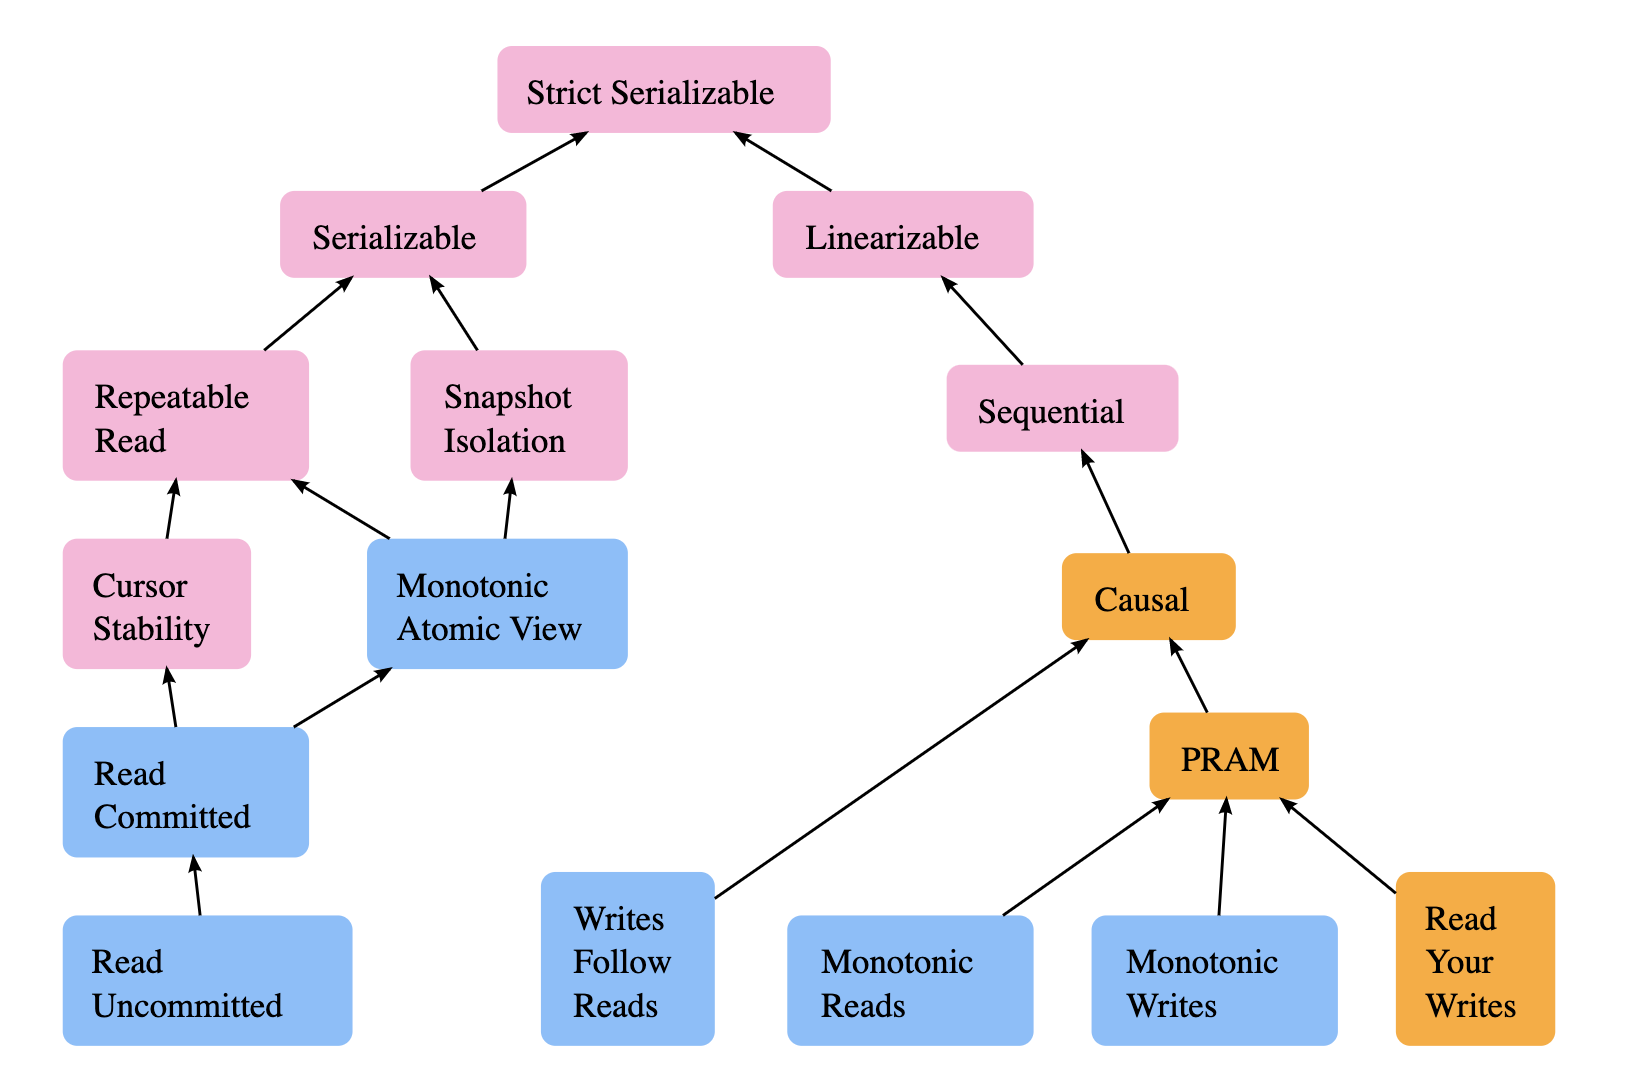 Strict Serializable
Serializable
Linearizable
Repeatable
Read
Snapshot
Isolation
Sequential
Cursor
Stability
Monotonic
Atomic View
Causal
Read
Committed
PRAM
Read
Uncommitted
Writes
Follow
Reads
Monotonic
Reads
Monotonic
Writes
Read
Your
Writes